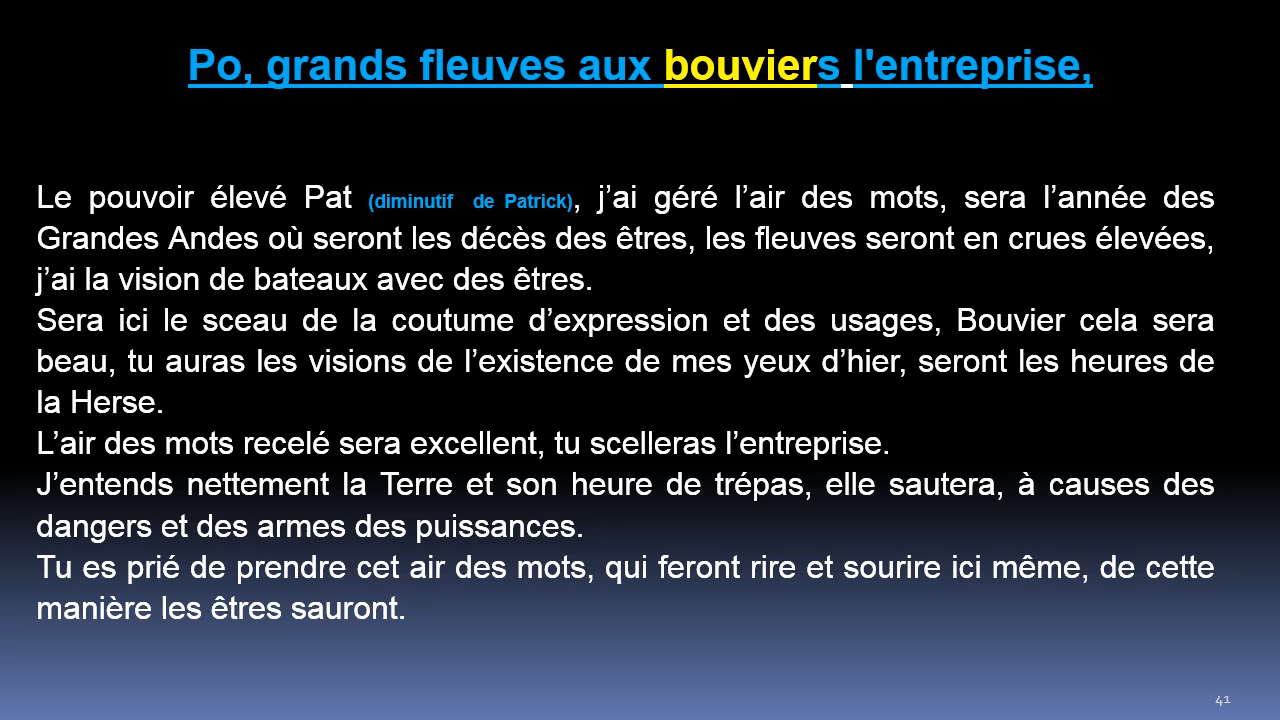 Po, grands fleuves aux bouviers l'entreprise,
Le pouvoir élevé Pat (diminutif de Patrick), j’ai géré l’air des mots, sera l’année des
Grandes Andes où seront les décès des êtres, les fleuves seront en crues élevées,
j’ai la vision de bateaux avec des êtres.
Sera ici le sceau de la coutume d’expression et des usages, Bouvier cela sera
beau, tu auras les visions de l’existence de mes yeux d’hier, seront les heures de
la Herse.
L’air des mots recelé sera excellent, tu scelleras l’entreprise.
J’entends nettement la Terre et son heure de trépas, elle sautera, à causes des
dangers et des armes des puissances.
Tu es prié de prendre cet air des mots, qui feront rire et sourire ici même, de cette
manière les êtres sauront.
41